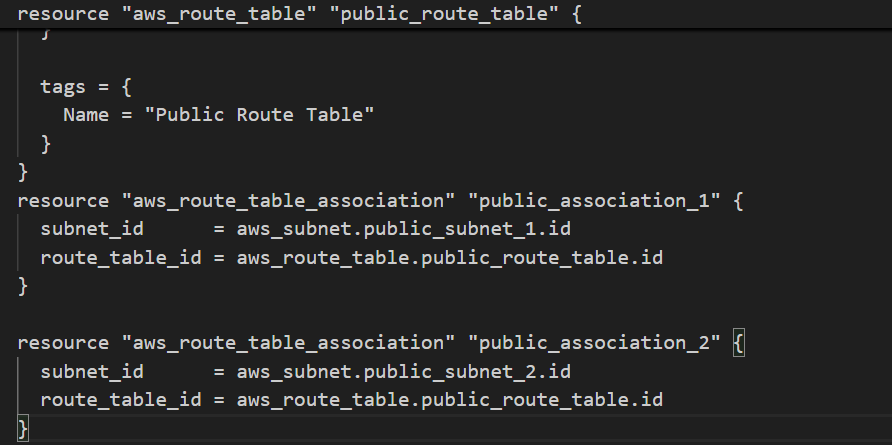 resource "aws_route_table" "public_route_table" {
  }
  tags = {
    Name = "Public Route Table"
  }
}
resource "aws_route_table_association" "public_association_1" {
  subnet_id      = aws_subnet.public_subnet_1.id
  route_table_id = aws_route_table.public_route_table.id
}
resource "aws_route_table_association" "public_association_2" {
  subnet_id      = aws_subnet.public_subnet_2.id
  route_table_id = aws_route_table.public_route_table.id
}